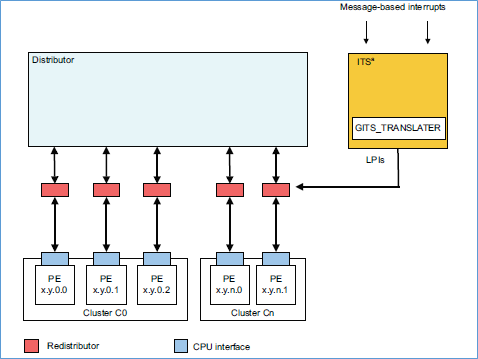 Message-based interrupts
Distributor
ITSª
GITS_TRANSLATER
LPIs
PE
x.y.0.0
PE
x.y.0.1
PE
x.y.0.2
PE
x.y.n.0
PE
x.y.n.1
Cluster C0
Cluster Cn
Redistributor
CPU interface